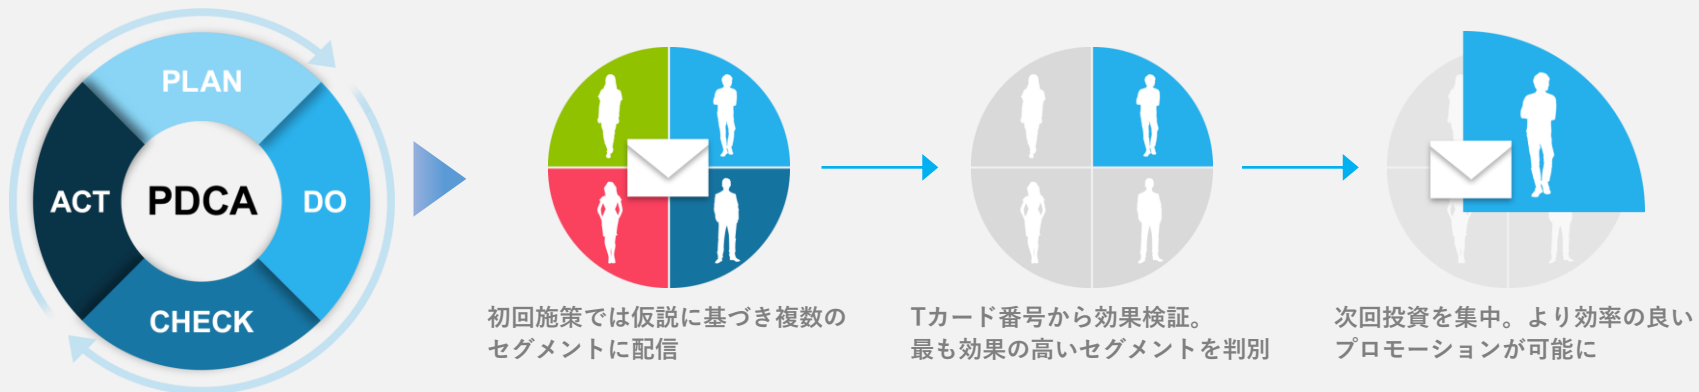 PLAN
DO
CHECK
ACT
PDCA
初回施策では仮説に基づき複数の
セグメントに配信
Tカード番号から効果検証。
最も効果の高いセグメントを判別
次回投資を集中。より効率の良い
プロモーションが可能に